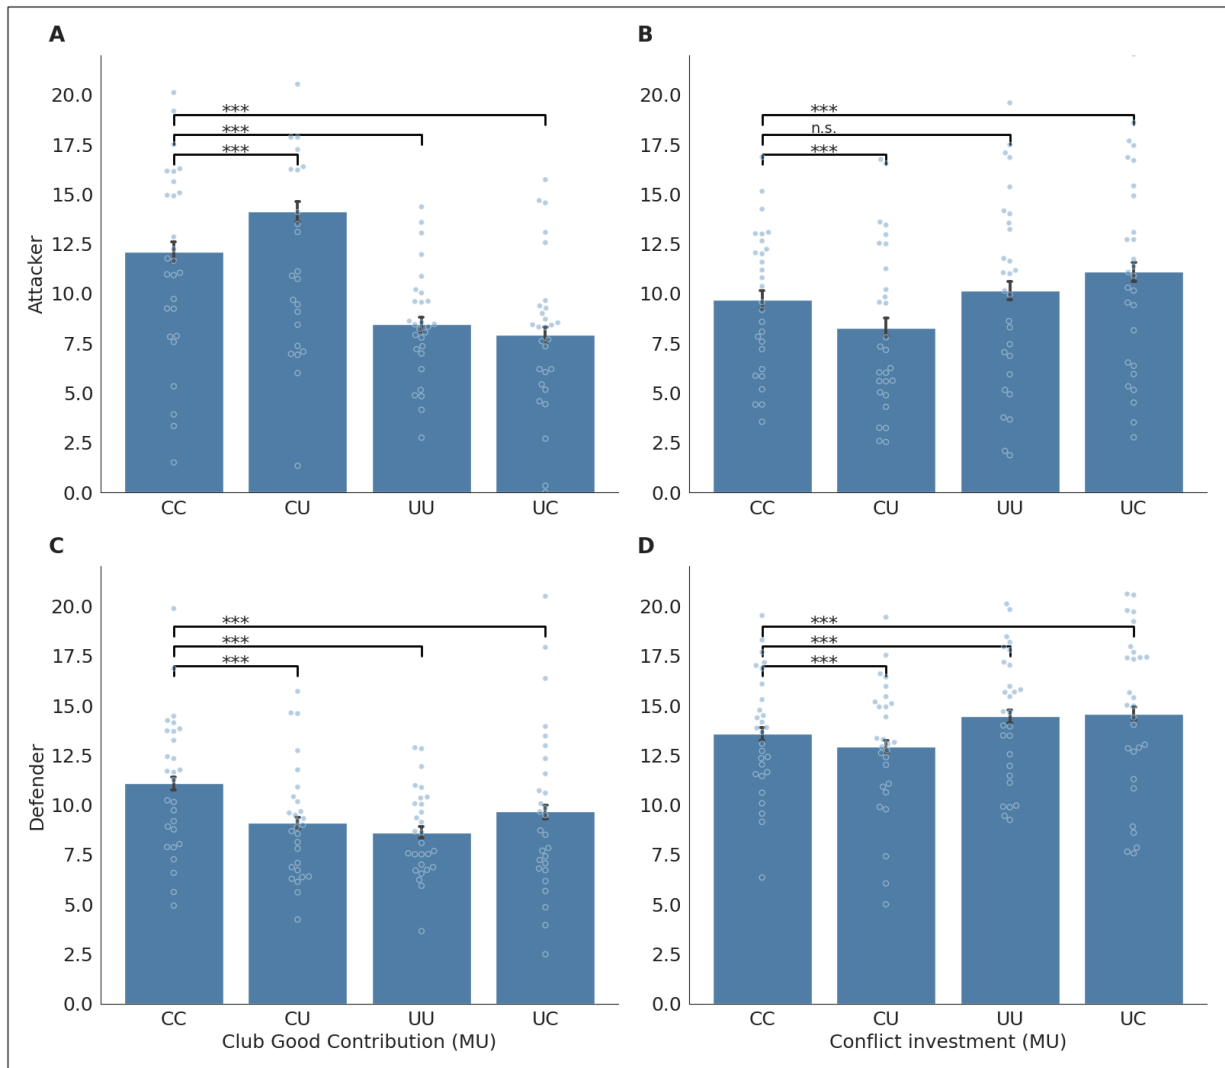 A
B
20.0
17.5
15.0
12.5
10.0
7.5
5.0
2.5
0.0
Attacker
***
***
***
CC
CU
UU
UC
20.0
17.5
15.0
12.5
10.0
7.5
5.0
2.5
0.0
***
n.s.
***
CC
CU
UU
UC
C
D
20.0
17.5
15.0
12.5
10.0
7.5
5.0
2.5
0.0
Defender
***
***
***
CC
CU
UU
UC
Club Good Contribution (MU)
20.0
17.5
15.0
12.5
10.0
7.5
5.0
2.5
0.0
***
***
***
CC
CU
UU
UC
Conflict investment (MU)